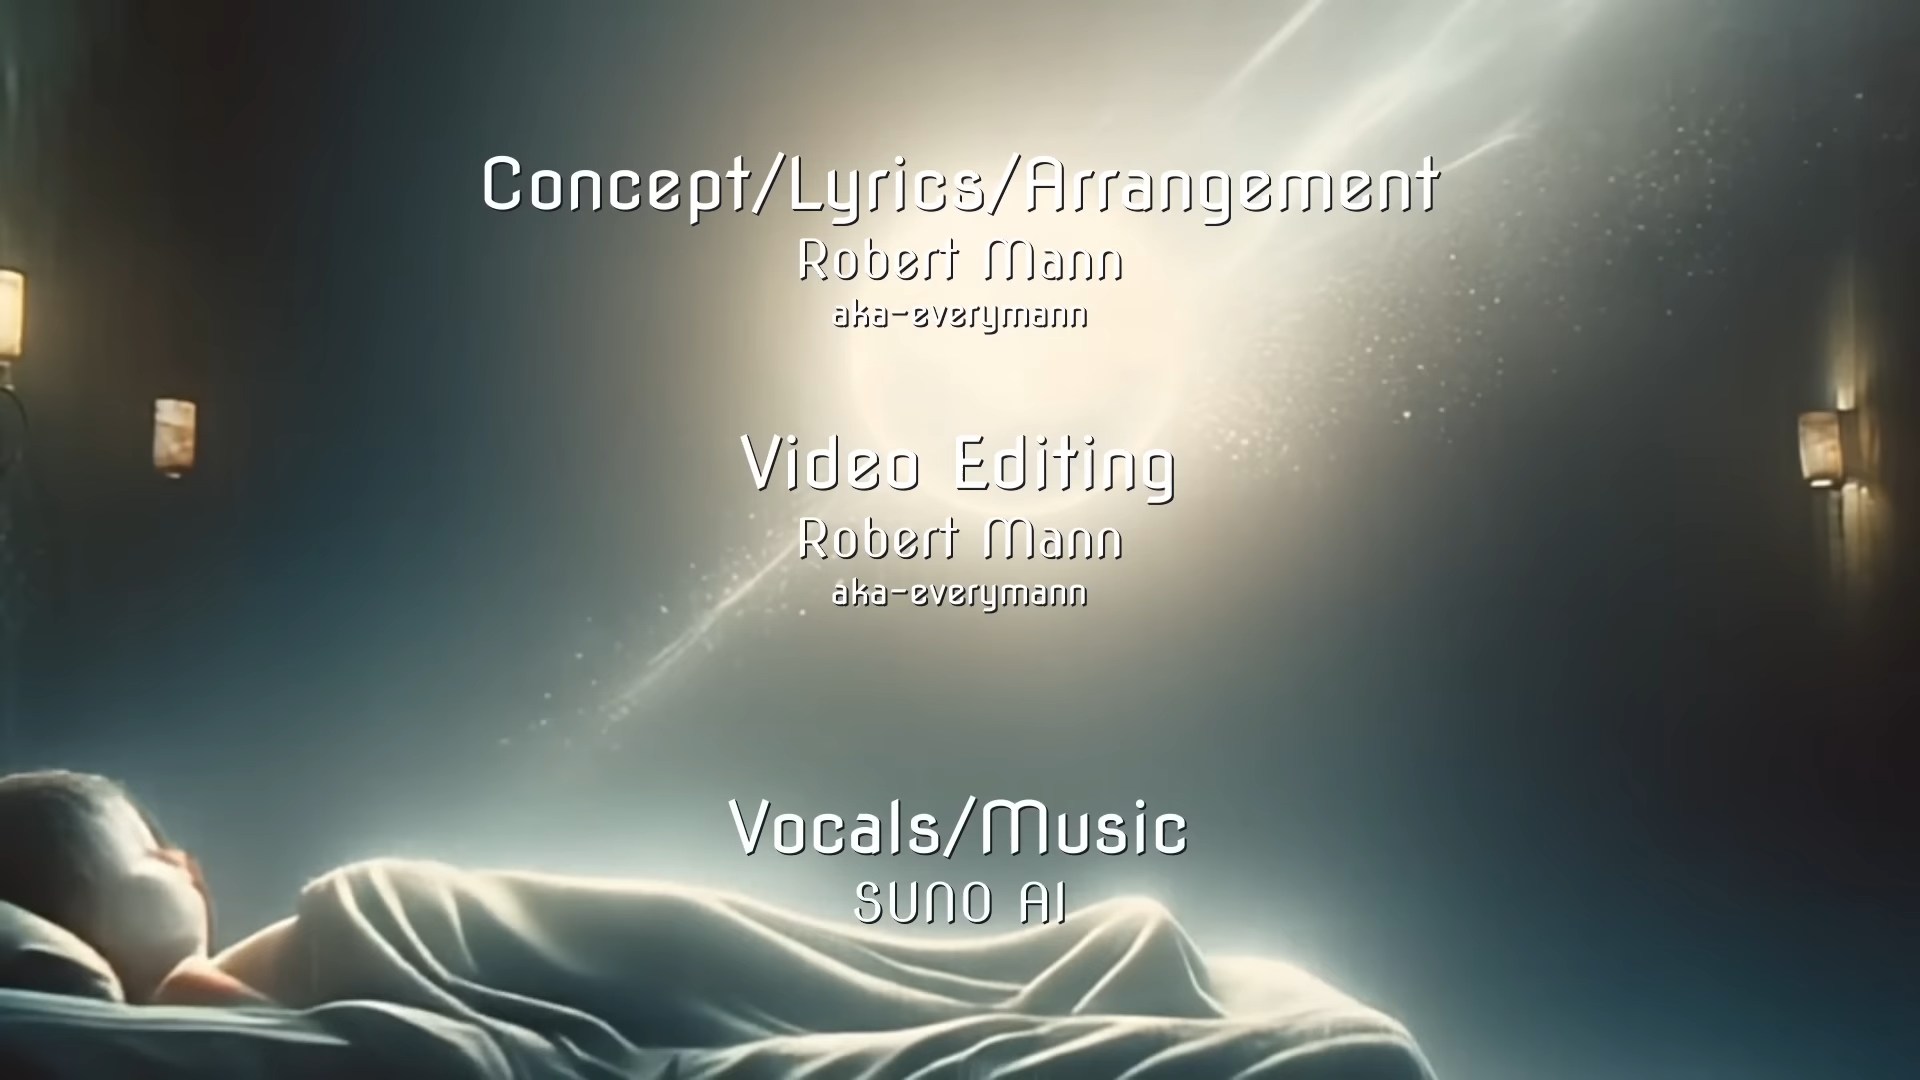 Concept/Lyrics/Arrangement
Robert Mann
aka-everymann
Video Editing
Robert Mann
aka-everymann
Vocals/Music
SUNO AI